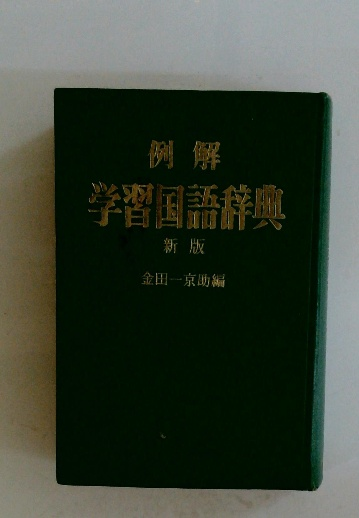 例解
学習国語辞典
新版
金田一京助編